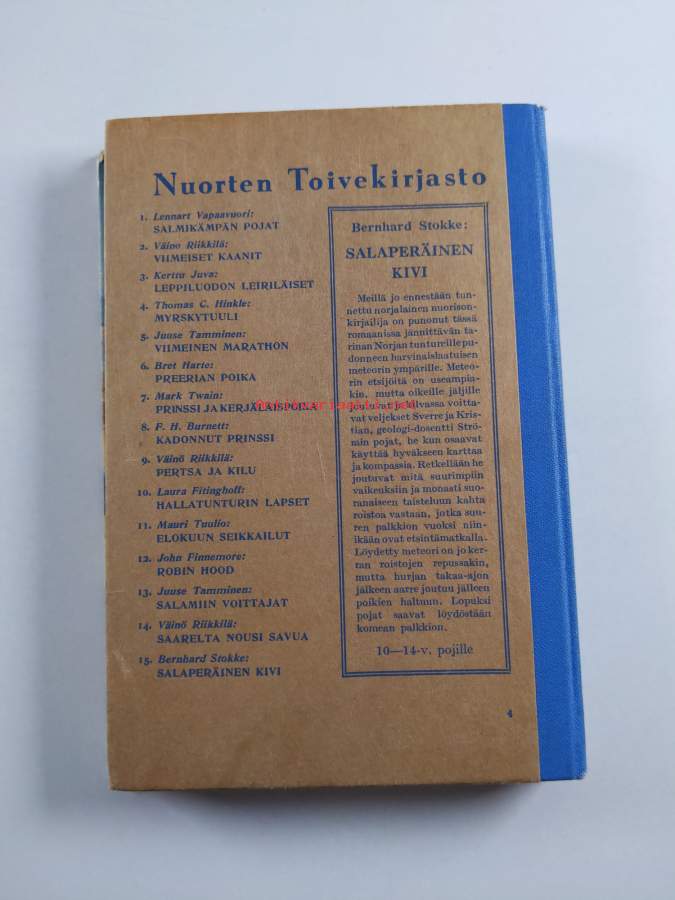 Nuorten Toivekirjasto
1. Lennart Vapaavuori:
SALMIKÄMPÄN POJAT
2. Väinö Riikkilä:
VIIMEISET KAANIT
3. Kerttu Juva:
LEPPILUODON LEIRILÄISET
4. Thomas C. Hinkle:
MYRSKYTUULI
5. Juuse Tamminen:
VIIMEINEN MARATHON
6. Bret Harte:
PREERIAN POIKA
7. Mark Twain:
PRINSSI JA KERJÄLÄISPOIKA
8. F. H. Burnett:
KADONNUT PRINSSI
9. Väinö Riikkilä:
PERTSA JA KILU
10. Laura Fitinghoff:
HALLATUNTURIN LAPSET
11. Mauri Tuulio:
ELOKUUN SEIKKAILUT
12. John Finnemore:
ROBIN HOOD
13. Juuse Tamminen:
SALAMIIN VOITTAJAT
14. Väinö Riikkilä:
SAARELTA NOUSI SAVUA
15. Bernhard Stokke:
SALAPERÄINEN KIVI
Bernhard Stokke:
SALAPERÄINEN
KIVI
Meillä jo ennestään tun-
nettu norjalainen nuorison-
kirjailija on punonut tässä
romaanissa jännittävän ta-
rinan Norjan tuntureille pu-
donneen harvinaislaatuisen
meteorin ympärille. Meteo-
rin etsijöitä on useampia-
kin, mutta oikeille jäljille
joutuvat kilvassa voitta-
vat veljekset Sverre ja Kris-
tian, geologi-dosentti Strö-
min pojat, he kun osaavat
käyttää hyväkseen karttaa
ja kompassia. Retkellään he
joutuvat mitä suurimpiin
vaikeuksiin ja monasti suo-
ranaiseen taisteluun kahta
roistoa vastaan, jotka suu-
ren palkkion vuoksi niin-
ikään ovat etsintämatkalla.
Löydetty meteori on jo ker-
ran roistojen repussakin,
mutta hurjan takaa-ajon
jälkeen aarre joutuu jälleen
poikien haltuun. Lopuksi
pojat saavat löydöstään
komean palkkion.
10—14-v. pojille
4